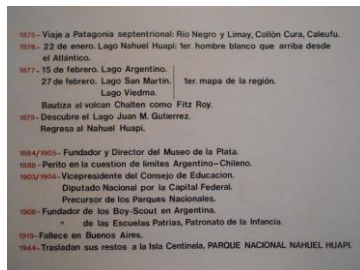 1875- Viaje a Patagonia septentrional: Río Negro y Limay, Collón Cura, Caleufu.
1876- 22 de enero. Lago Nahuel Huapi: 1er. hombre blanco que arriba desde
el Atlántico.
1877- 15 de febrero. Lago Argentino.
27 de febrero. Lago San Martín. 1er. mapa de la región.
Lago Viedma.
Bautiza al volcan Chalten como Fitz Roy.
1879- Descubre el Lago Juan M. Gutierrez.
Regresa al Nahuel Huapi.
1884/1905- Fundador y Director del Museo de la Plata.
1888- Perito en la cuestion de limites Argentino-Chileno.
1903/1904- Vicepresidente del Consejo de Educacion.
Diputado Nacional por la Capital Federal.
Precursor de los Parques Nacionales.
1908- Fundador de los Boy-Scout en Argentina.
" de las Escuelas Patrias, Patronato de la Infancia.
1919- Fallece en Buenos Aires.
1944- Trasladan sus restos a la Isla Centinela, PARQUE NACIONAL NAHUEL HUAPI.